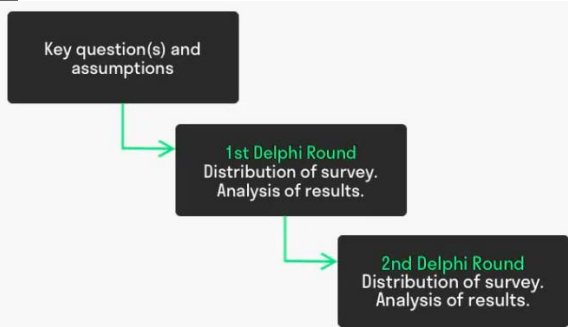 Key question(s) and
assumptions
1st Delphi Round
Distribution of survey.
Analysis of results.
2nd Delphi Round
Distribution of survey.
Analysis of results.